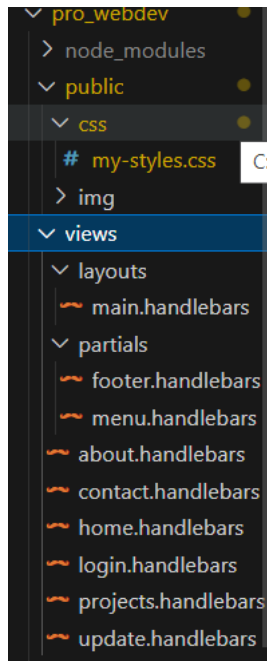 pro_webdev
node_modules
public
css
# my-styles.css
img
views
layouts
main.handlebars
partials
footer.handlebars
menu.handlebars
about.handlebars
contact.handlebars
home.handlebars
login.handlebars
projects.handlebars
update.handlebars